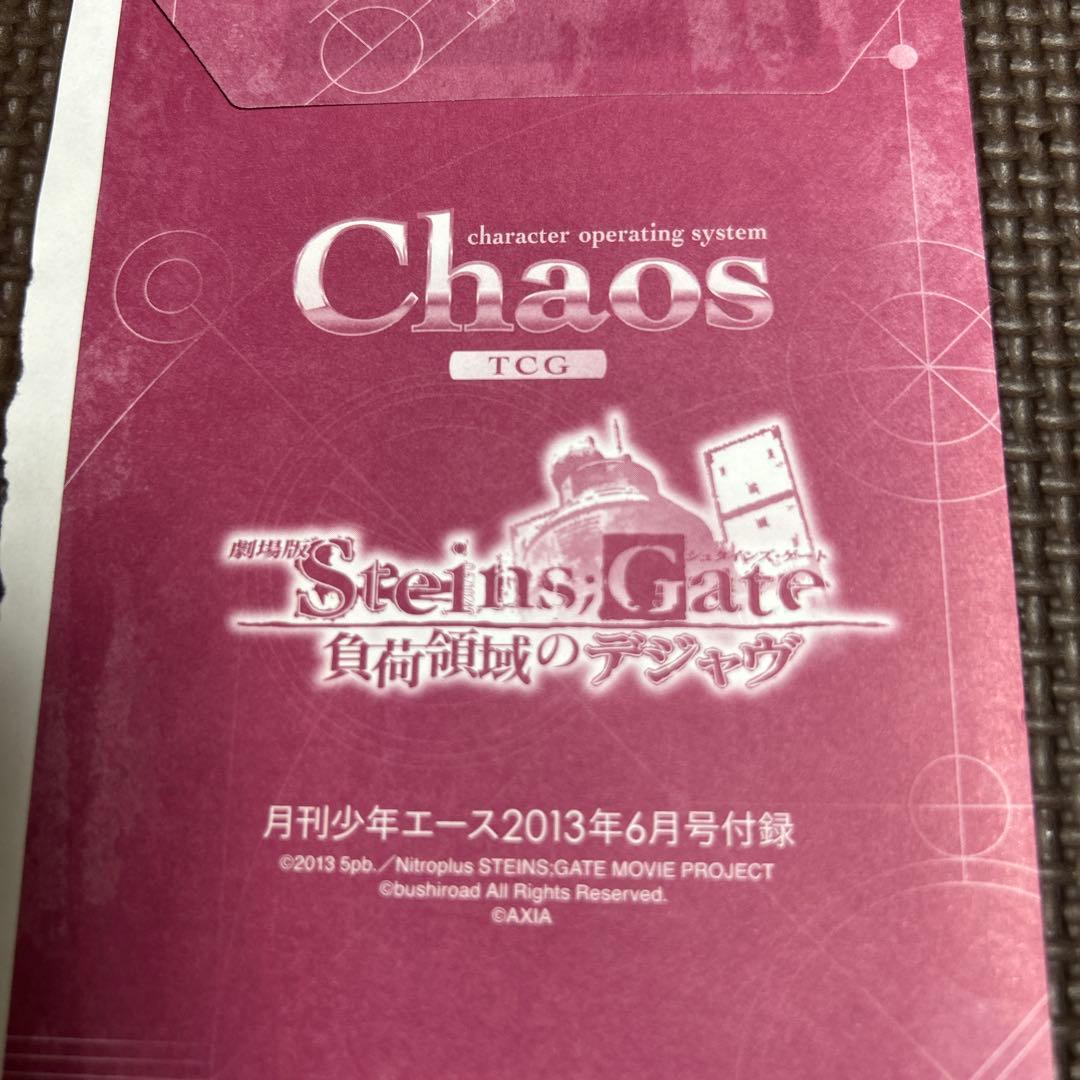 character operating system
Chaos
TCG
劇場版 Steins;Gate
シュタインズ・ゲート
負荷領域のデジャヴ
月刊少年エース2013年6月号付録
©2013 5pb.／Nitroplus STEINS;GATE MOVIE PROJECT
©bushiroad All Rights Reserved.
©AXIA